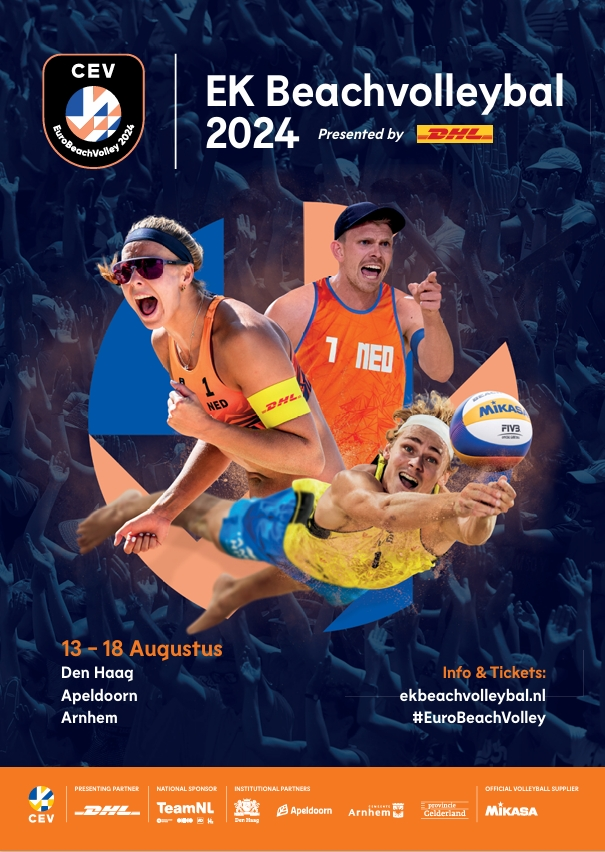 CEV
EuroBeachVolley 2024
EK Beachvolleybal
2024 Presented by DHL
1 NED
1
NED
DHL
MIKASA
FIVB
13 – 18 Augustus
Den Haag
Apeldoorn
Arnhem
Info & Tickets:
ekbeachvolleybal.nl
#EuroBeachVolley
PRESENTING PARTNER
NATIONAL SPONSOR
INSTITUTIONAL PARTNERS
OFFICIAL VOLLEYBALL SUPPLIER
CEV
DHL
TeamNL
Den Haag
Apeldoorn
GEMEENTE
Arnhem
provincie
Gelderland
MIKASA